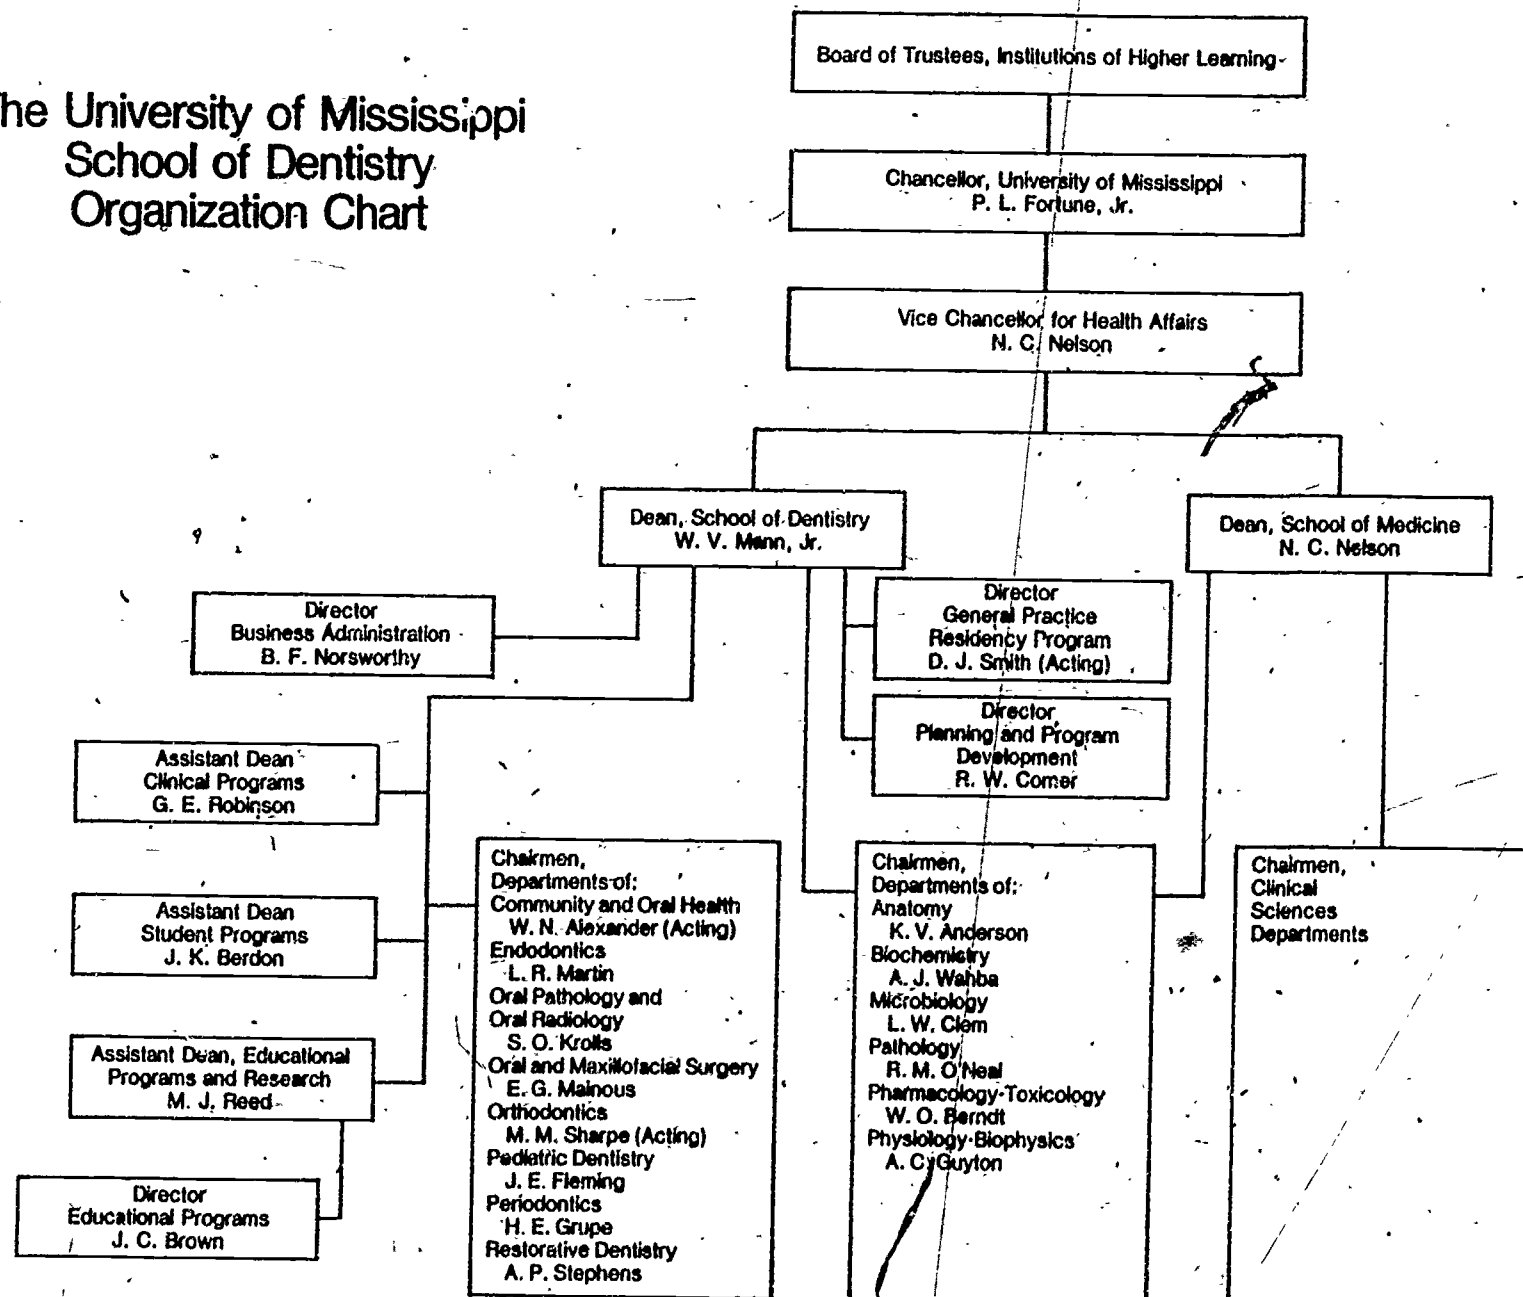 he University of Mississippi
School of Dentistry
Organization Chart
Board of Trustees, Institutions of Higher Learning
Chancellor, University of Mississippi
P. L. Fortune, Jr.
Vice Chancellor for Health Affairs
N. C. Nelson
Dean, School of Dentistry
W. V. Mann, Jr.
Dean, School of Medicine
N. C. Nelson
Director
Business Administration
B. F. Norsworthy
Director
General Practice
Residency Program
D. J. Smith (Acting)
Director
Planning and Program
Development
R. W. Comer
Assistant Dean
Clinical Programs
G. E. Robinson
Assistant Dean
Student Programs
J. K. Berdon
Assistant Dean, Educational
Programs and Research
M. J. Reed
Director
Educational Programs
J. C. Brown
Chairmen,
Departments of:
Community and Oral Health
W. N. Alexander (Acting)
Endodontics
L. R. Martin
Oral Pathology and
Oral Radiology
S. O. Krolls
Oral and Maxillofacial Surgery
E. G. Mainous
Orthodontics
M. M. Sharpe (Acting)
Pediatric Dentistry
J. E. Fleming
Periodontics
H. E. Grupe
Restorative Dentistry
A. P. Stephens
Chairmen,
Departments of:
Anatomy
K. V. Anderson
Biochemistry
A. J. Wahba
Microbiology
L. W. Clem
Pathology
R. M. O'Neal
Pharmacology-Toxicology
W. O. Berndt
Physiology-Biophysics
A. C. Guyton
Chairmen,
Clinical
Sciences
Departments